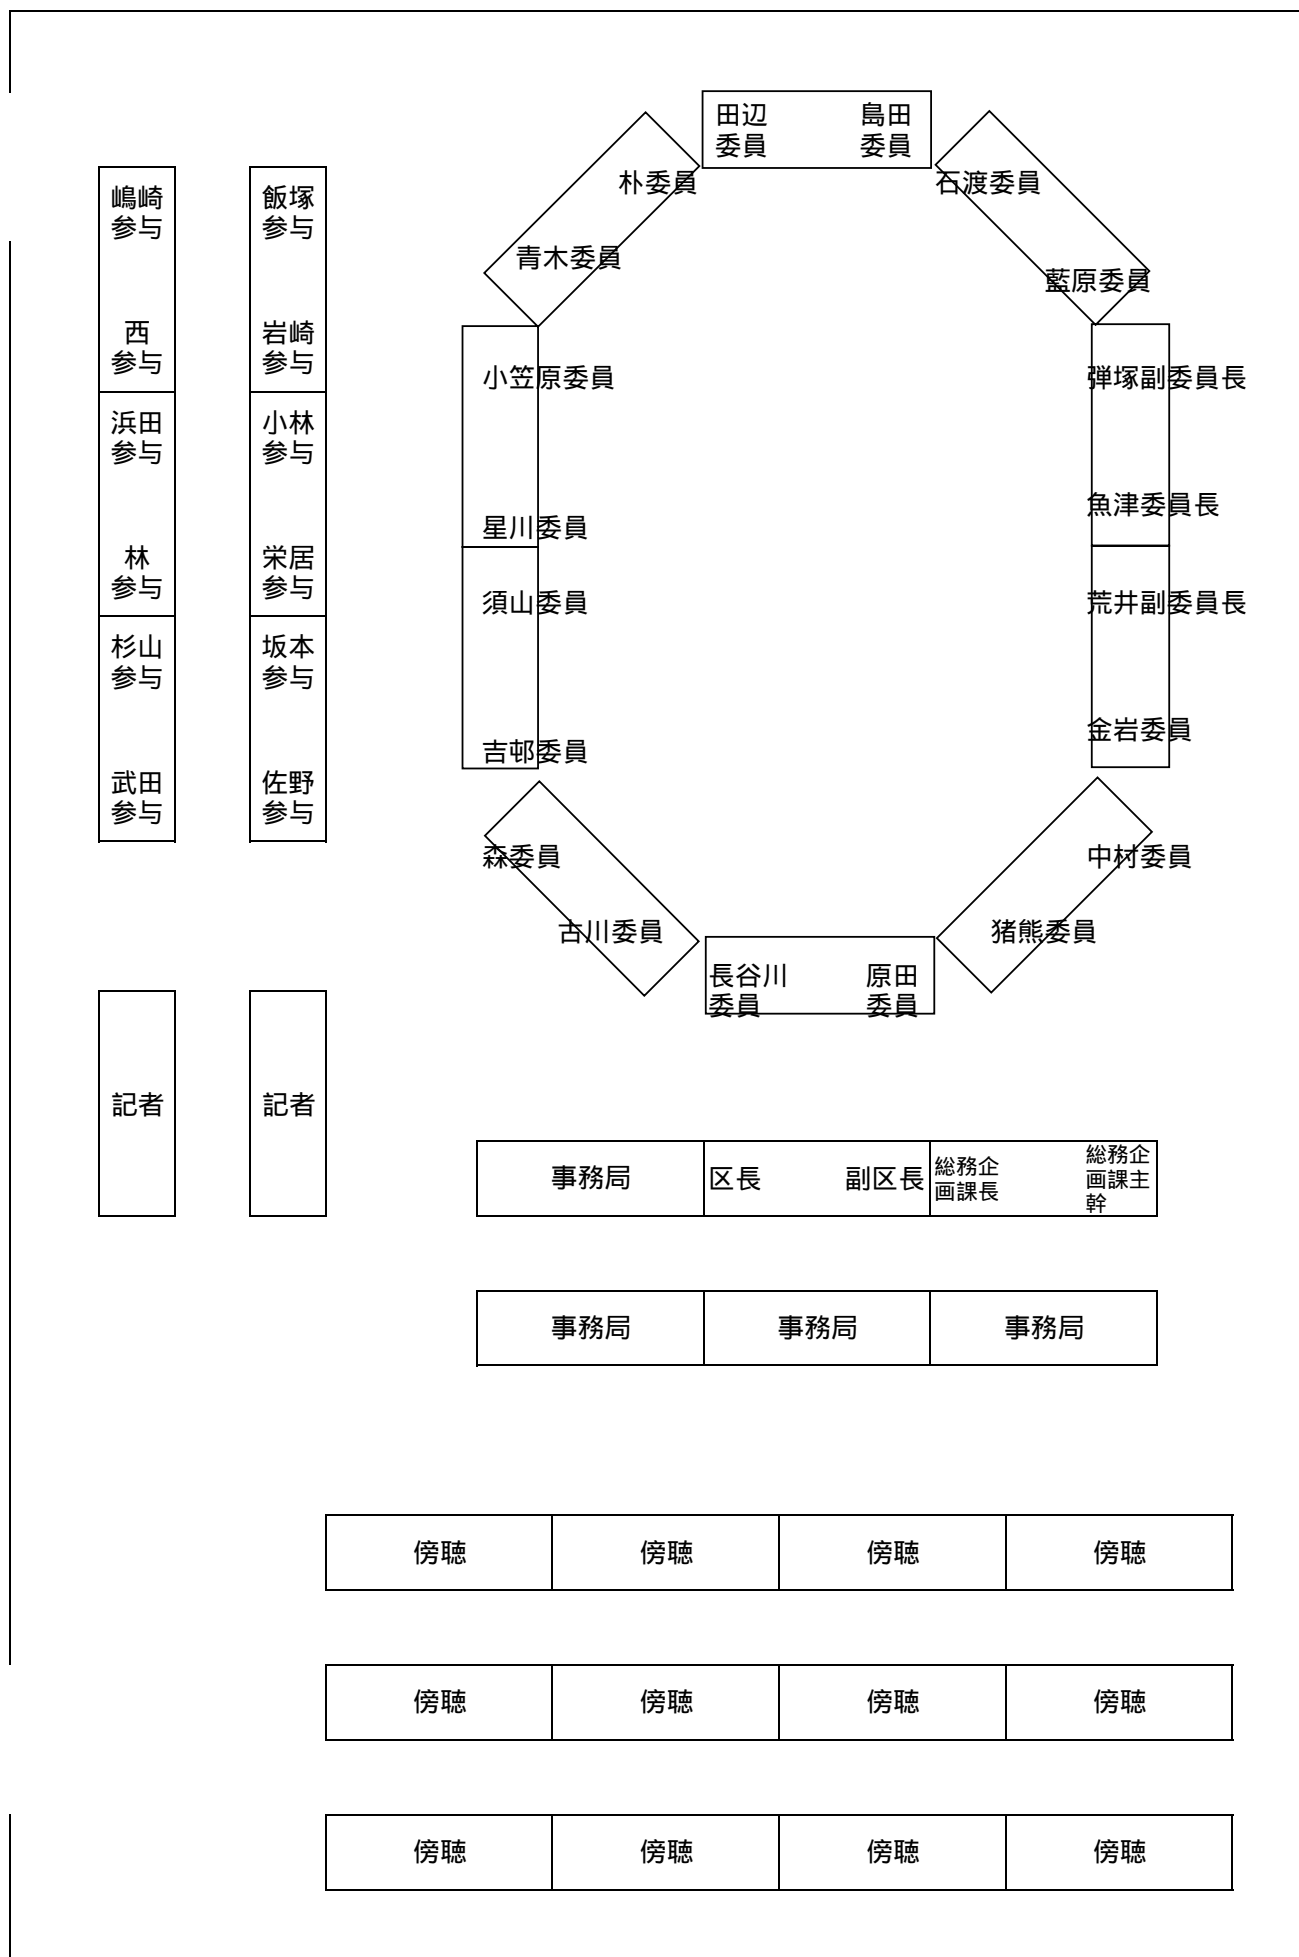 田辺
委員
島田
委員
朴委員
石渡委員
青木委員
藍原委員
小笠原委員
弾塚副委員長
星川委員
魚津委員長
須山委員
荒井副委員長
吉邨委員
金岩委員
森委員
中村委員
古川委員
猪熊委員
長谷川
委員
原田
委員
嶋崎
参与
西
参与
浜田
参与
林
参与
杉山
参与
武田
参与
飯塚
参与
岩崎
参与
小林
参与
栄居
参与
坂本
参与
佐野
参与
記者
記者
事務局
区長
副区長
総務企
画課長
総務企
画課主
幹
事務局
事務局
事務局
傍聴
傍聴
傍聴
傍聴
傍聴
傍聴
傍聴
傍聴
傍聴
傍聴
傍聴
傍聴